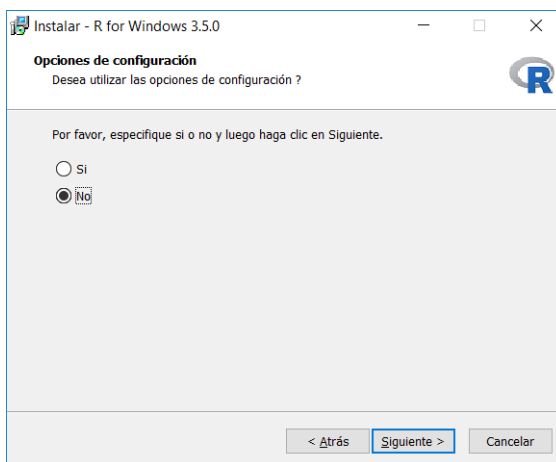 Instalar - R for Windows 3.5.0
Opciones de configuración
Desea utilizar las opciones de configuración ?
R
Por favor, especifique si o no y luego haga clic en Siguiente.
Si
No
< Atrás
Siguiente >
Cancelar